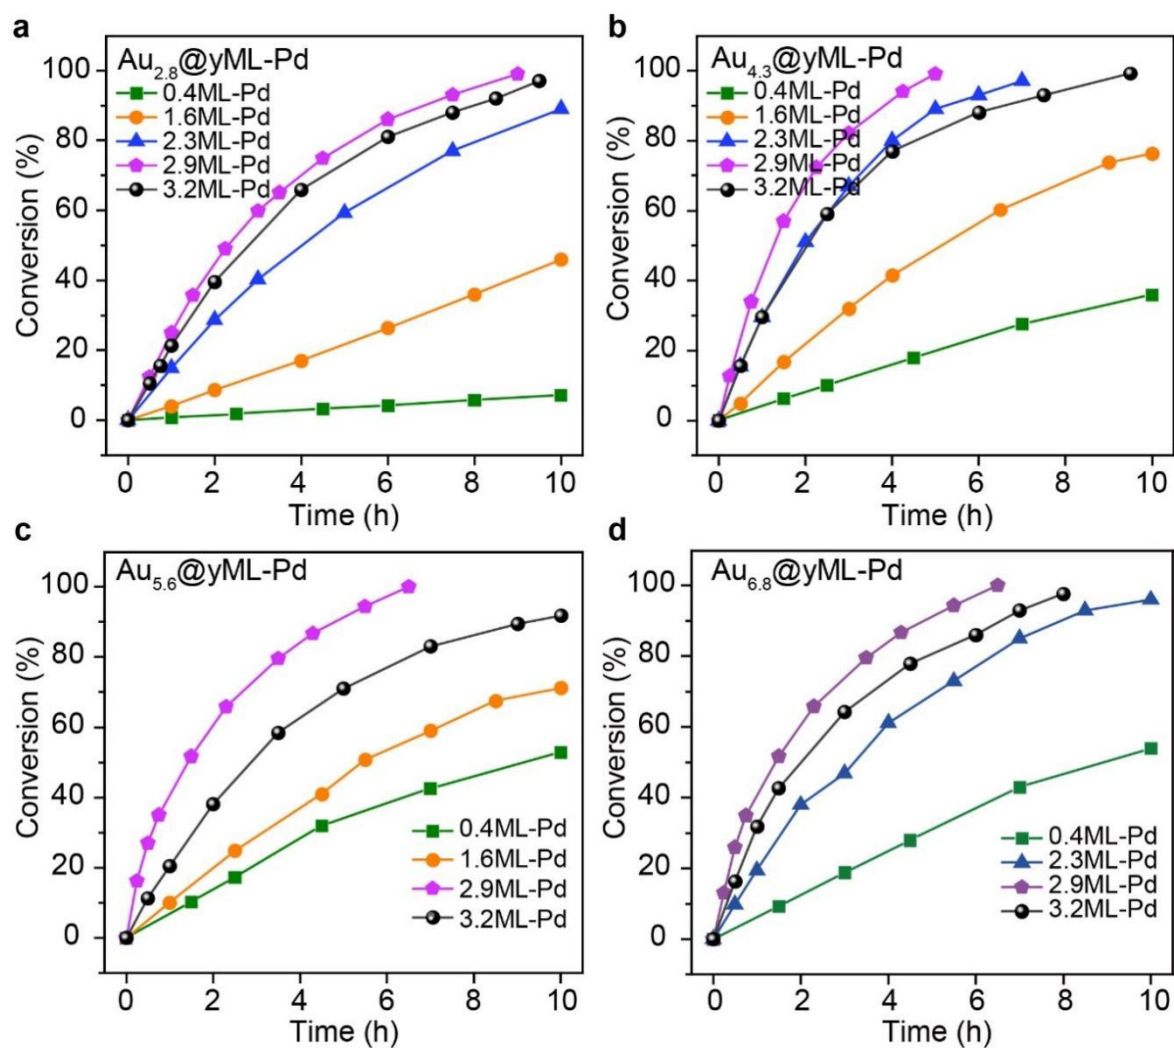 a
Au2.8@yML-Pd
0.4ML-Pd
1.6ML-Pd
2.3ML-Pd
2.9ML-Pd
3.2ML-Pd
Conversion (%)
100
80
60
40
20
0
0 2 4 6 8 10
Time (h)
b
Au4.3@yML-Pd
0.4ML-Pd
1.6ML-Pd
2.3ML-Pd
2.9ML-Pd
3.2ML-Pd
Conversion (%)
100
80
60
40
20
0
0 2 4 6 8 10
Time (h)
c
Au5.6@yML-Pd
Conversion (%)
100
80
60
40
20
0
0.4ML-Pd
1.6ML-Pd
2.9ML-Pd
3.2ML-Pd
0 2 4 6 8 10
Time (h)
d
Au6.8@yML-Pd
Conversion (%)
100
80
60
40
20
0
0.4ML-Pd
2.3ML-Pd
2.9ML-Pd
3.2ML-Pd
0 2 4 6 8 10
Time (h)